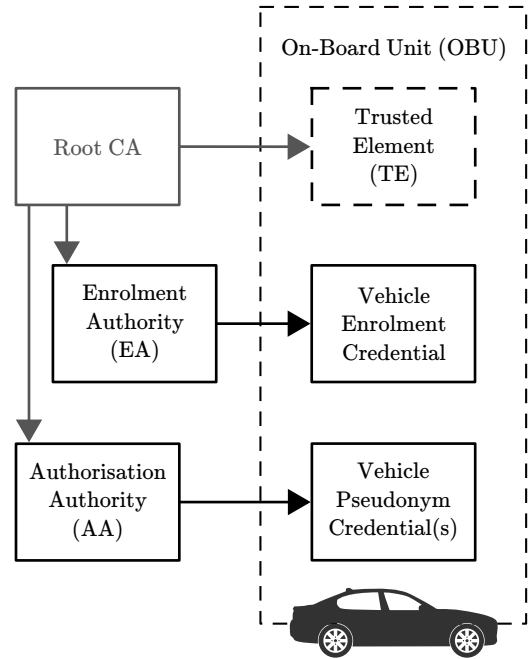 On-Board Unit (OBU)
Root CA
Trusted
Element
(TE)
Enrolment
Authority
(EA)
Vehicle
Enrolment
Credential
Authorisation
Authority
(AA)
Vehicle
Pseudonym
Credential(s)